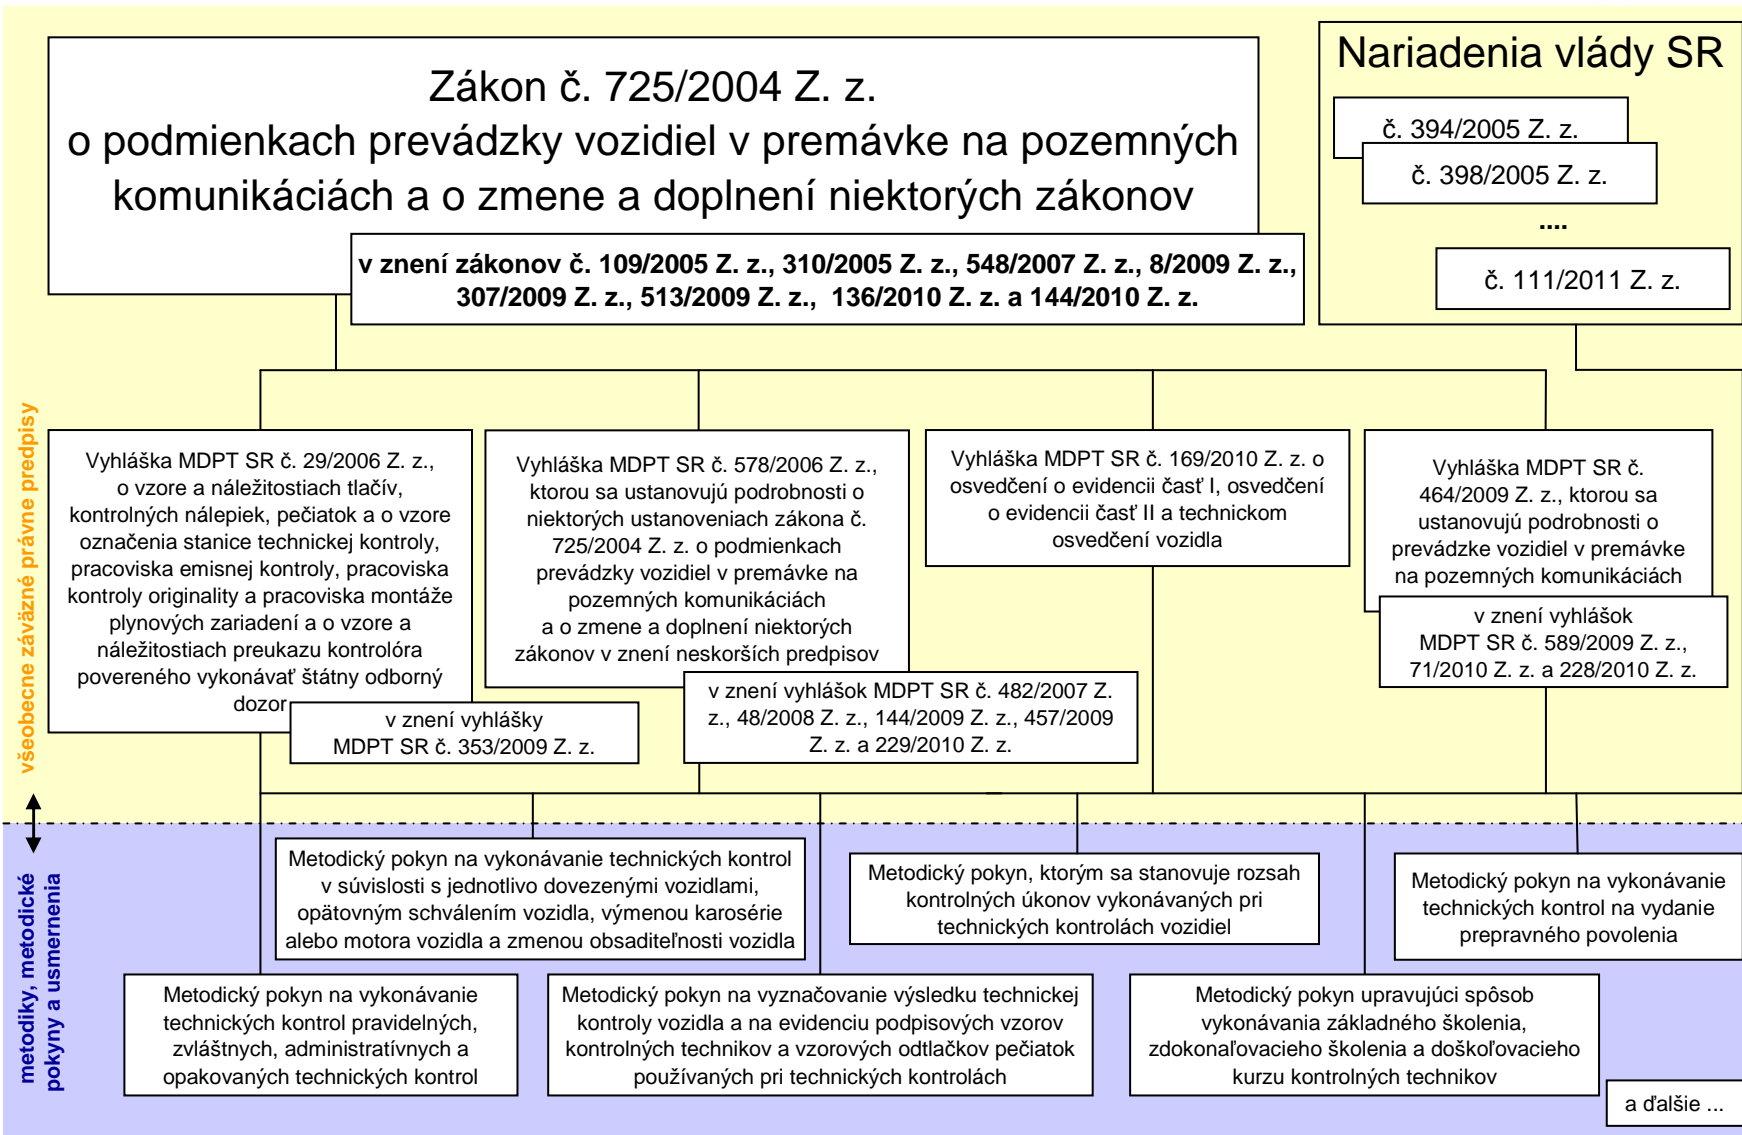 Zákon č. 725/2004 Z. z.
o podmienkach prevádzky vozidiel v premávke na pozemných
komunikáciách a o zmene a doplnení niektorých zákonov
v znení zákonov č. 109/2005 Z. z., 310/2005 Z. z., 548/2007 Z. z., 8/2009 Z. z.,
307/2009 Z. z., 513/2009 Z. z., 136/2010 Z. z. a 144/2010 Z. z.
Nariadenia vlády SR
č. 394/2005 Z. z.
č. 398/2005 Z. z.
....
č. 111/2011 Z. z.
všeobecne záväzné právne predpisy
Vyhláška MDPT SR č. 29/2006 Z. z.,
o vzore a náležitostiach tlačív,
kontrolných nálepiek, pečiatok a o vzore
označenia stanice technickej kontroly,
pracoviska emisnej kontroly, pracoviska
kontroly originality a pracoviska montáže
plynových zariadení a o vzore a
náležitostiach preukazu kontrolóra
povereného vykonávať štátny odborný
dozor
v znení vyhlášky
MDPT SR č. 353/2009 Z. z.
Vyhláška MDPT SR č. 578/2006 Z. z.,
ktorou sa ustanovujú podrobnosti o
niektorých ustanoveniach zákona č.
725/2004 Z. z. o podmienkach
prevádzky vozidiel v premávke na
pozemných komunikáciách
a o zmene a doplnení niektorých
zákonov v znení neskorších predpisov
v znení vyhlášok MDPT SR č. 482/2007 Z.
z., 48/2008 Z. z., 144/2009 Z. z., 457/2009
Z. z. a 229/2010 Z. z.
Vyhláška MDPT SR č. 169/2010 Z. z. o
osvedčení o evidencii časť I, osvedčení
o evidencii časť II a technickom
osvedčení vozidla
Vyhláška MDPT SR č.
464/2009 Z. z., ktorou sa
ustanovujú podrobnosti o
prevádzke vozidiel v premávke
na pozemných komunikáciách
v znení vyhlášok
MDPT SR č. 589/2009 Z. z.,
71/2010 Z. z. a 228/2010 Z. z.
metodiky, metodické
pokyny a usmernenia
Metodický pokyn na vykonávanie technických kontrol
v súvislosti s jednotlivo dovezenými vozidlami,
opätovným schválením vozidla, výmenou karosérie
alebo motora vozidla a zmenou obsaditeľnosti vozidla
Metodický pokyn, ktorým sa stanovuje rozsah
kontrolných úkonov vykonávaných pri
technických kontrolách vozidiel
Metodický pokyn na vykonávanie
technických kontrol na vydanie
prepravného povolenia
Metodický pokyn na vykonávanie
technických kontrol pravidelných,
zvláštnych, administratívnych a
opakovaných technických kontrol
Metodický pokyn na vyznačovanie výsledku technickej
kontroly vozidla a na evidenciu podpisových vzorov
kontrolných technikov a vzorových odtlačkov pečiatok
používaných pri technických kontrolách
Metodický pokyn upravujúci spôsob
vykonávania základného školenia,
zdokonaľovacieho školenia a doškoľovacieho
kurzu kontrolných technikov
a ďalšie ...